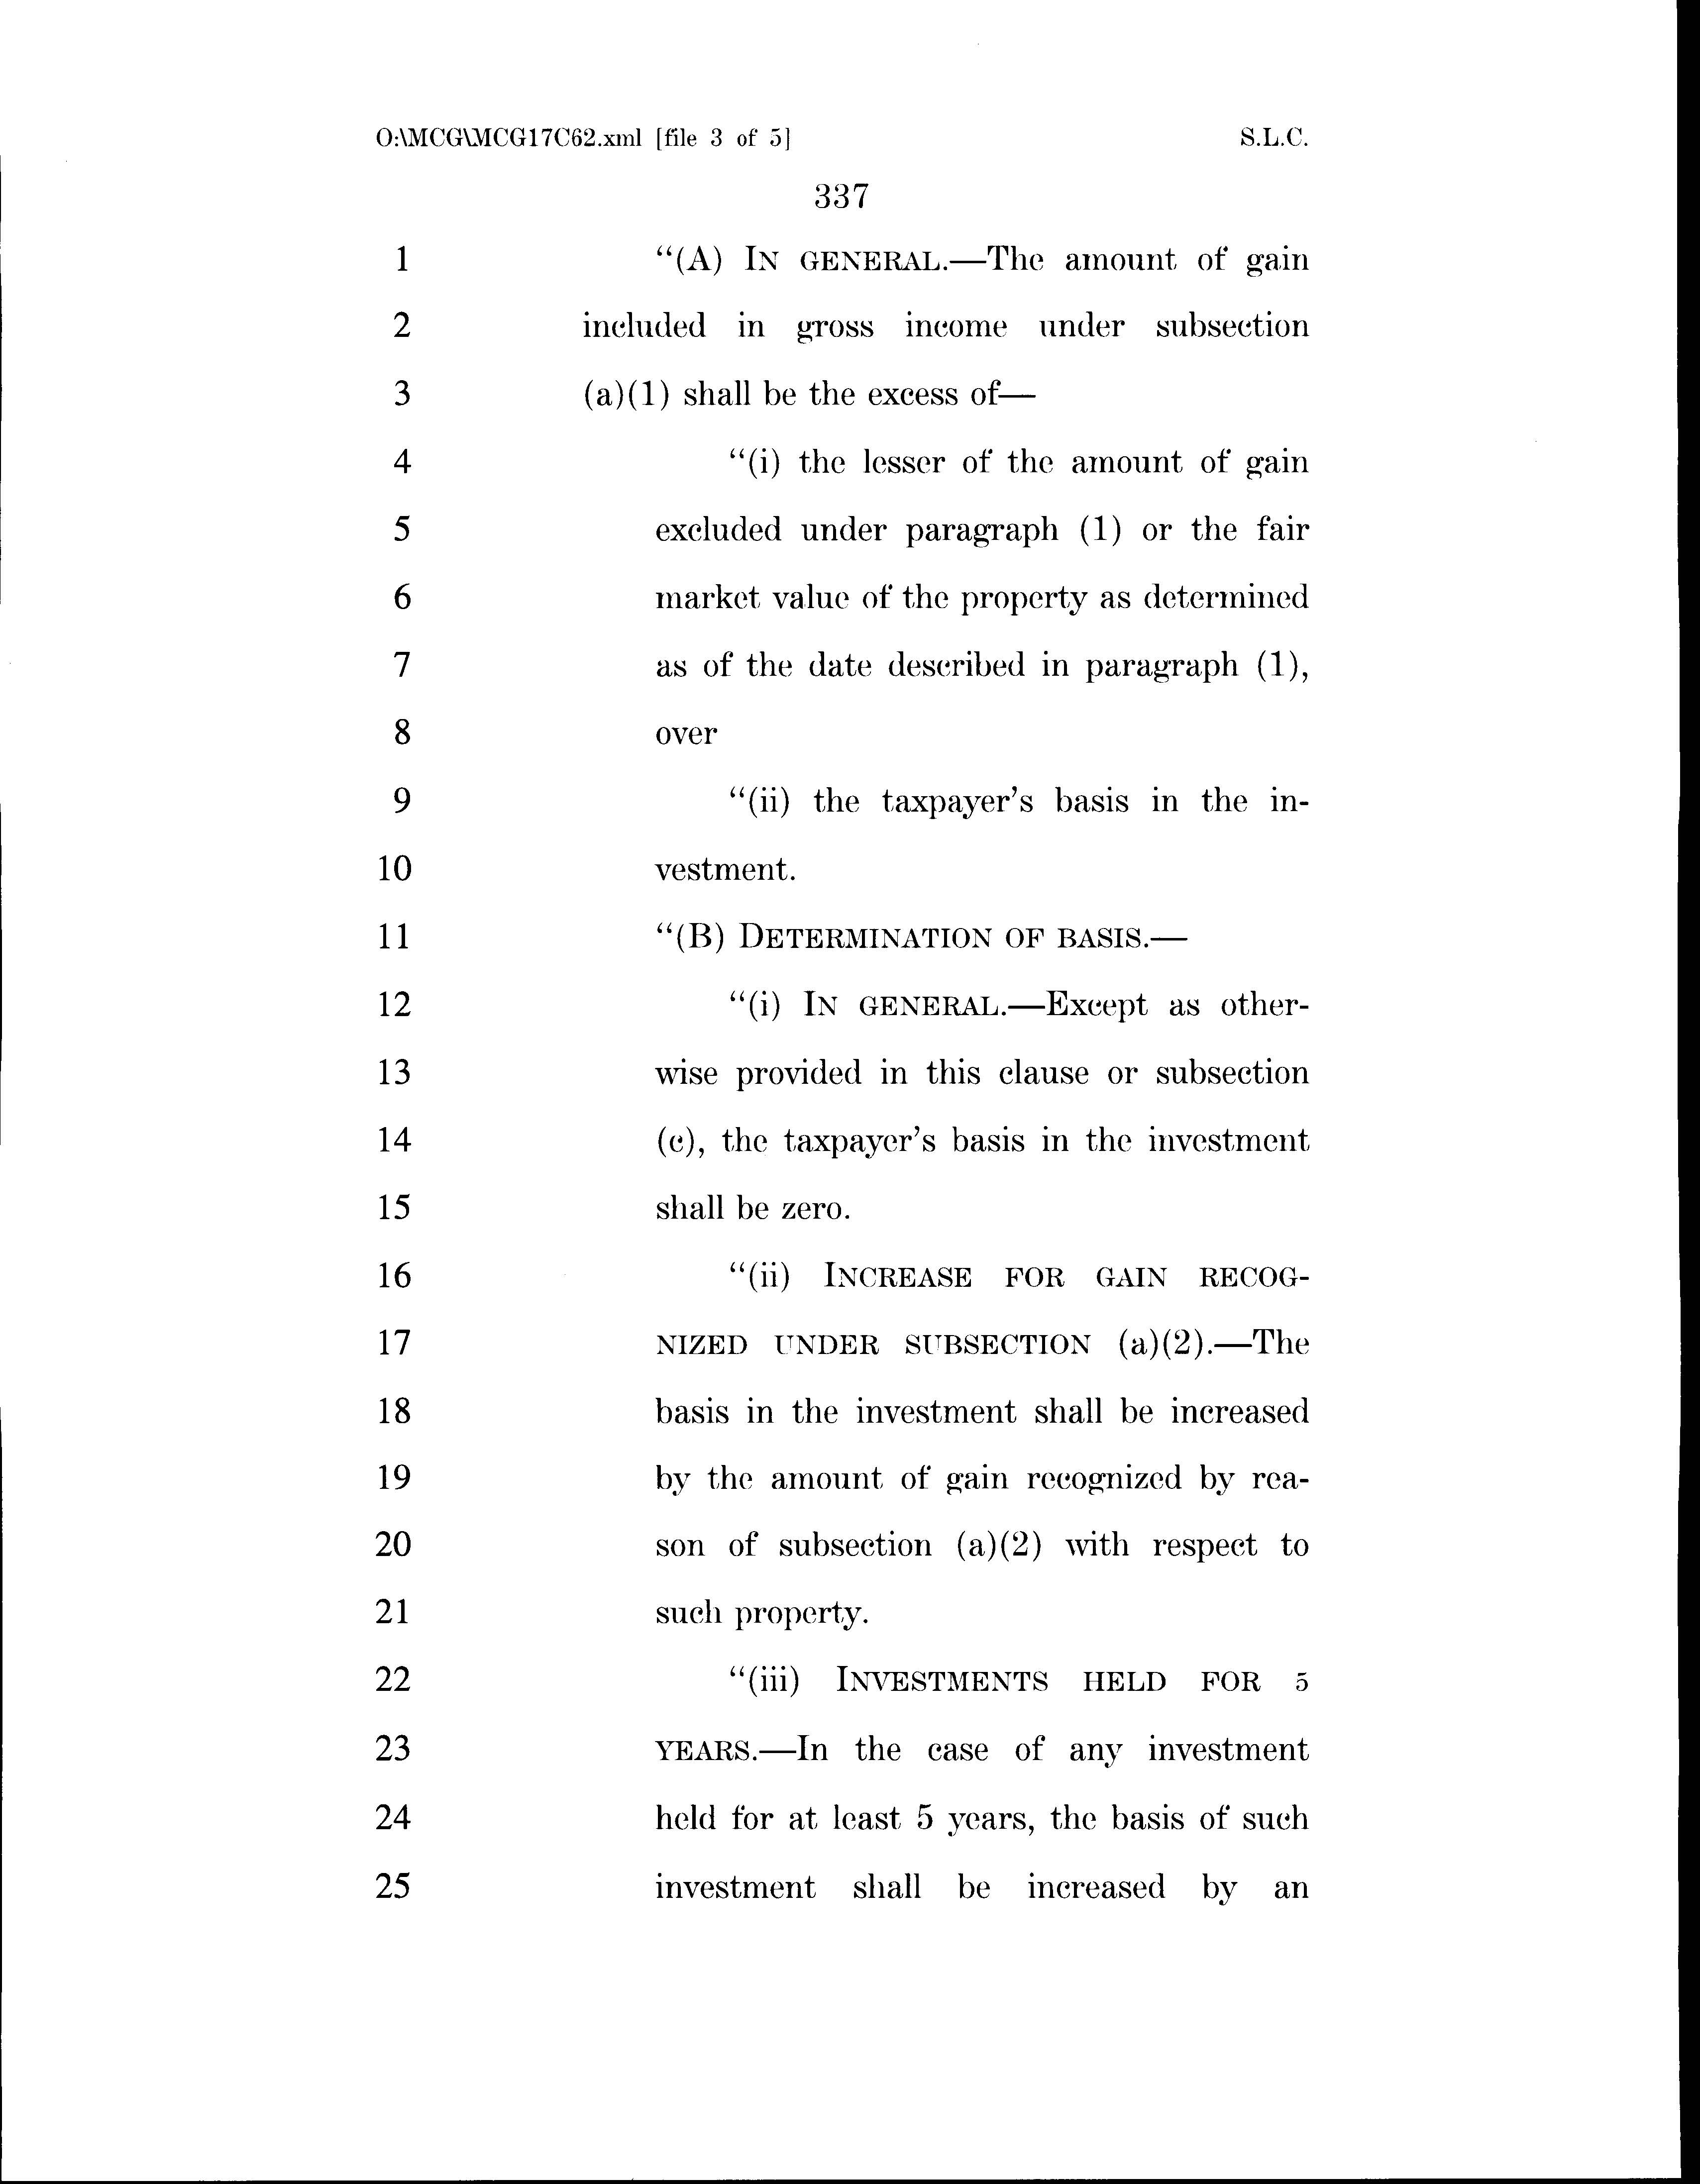 O:\MCG\MCG17C62.xml [file 3 of 5] S.L.C.
337
1 “(A) IN GENERAL.—The amount of gain
2 included in gross income under subsection
3 (a)(1) shall be the excess of—
4 “(i) the lesser of the amount of gain
5 excluded under paragraph (1) or the fair
6 market value of the property as determined
7 as of the date described in paragraph (1),
8 over
9 “(ii) the taxpayer’s basis in the in-
10 vestment.
11 “(B) DETERMINATION OF BASIS.—
12 “(i) IN GENERAL.—Except as other-
13 wise provided in this clause or subsection
14 (c), the taxpayer’s basis in the investment
15 shall be zero.
16 “(ii) INCREASE FOR GAIN RECOG-
17 NIZED UNDER SUBSECTION (a)(2).—The
18 basis in the investment shall be increased
19 by the amount of gain recognized by rea-
20 son of subsection (a)(2) with respect to
21 such property.
22 “(iii) INVESTMENTS HELD FOR 5
23 YEARS.—In the case of any investment
24 held for at least 5 years, the basis of such
25 investment shall be increased by an